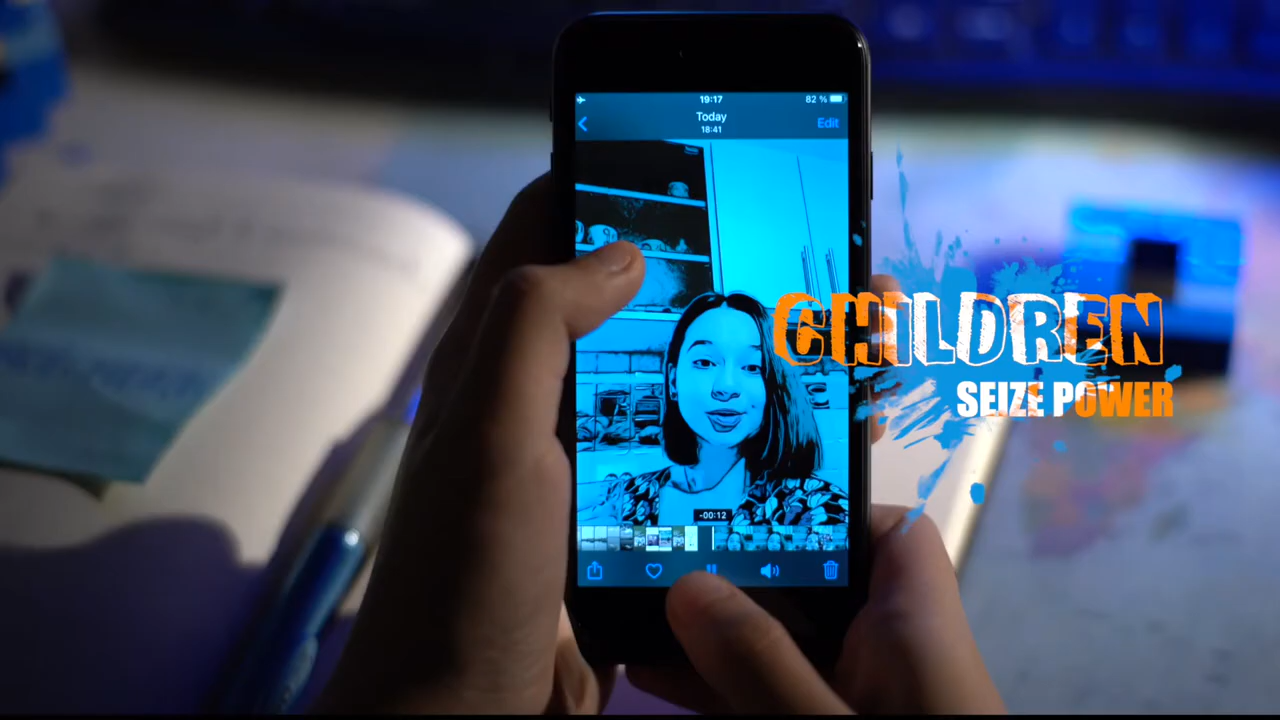 19:17
82 %
Today
18:41
Edit
-00:12
CHILDREN
SEIZE POWER